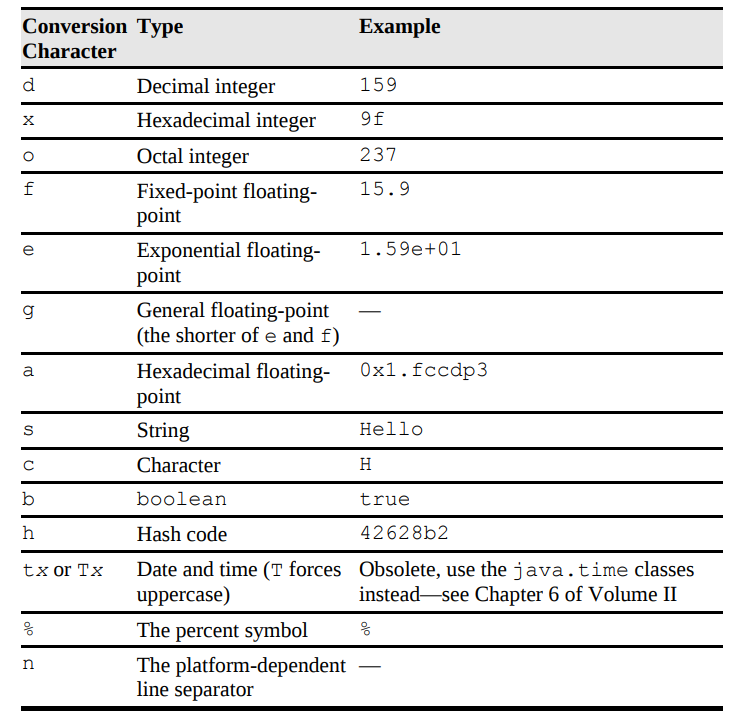 Conversion Type Example
Character
d Decimal integer 159
x Hexadecimal integer 9f
o Octal integer 237
f Fixed-point floating- 15.9
point
e Exponential floating- 1.59e+01
point
g General floating-point —
(the shorter of e and f)
a Hexadecimal floating- 0x1.fccdp3
point
s String Hello
c Character H
b boolean true
h Hash code 42628b2
tx or Tx Date and time (T forces Obsolete, use the java.time classes
uppercase) instead—see Chapter 6 of Volume II
% The percent symbol %
n The platform-dependent —
line separator